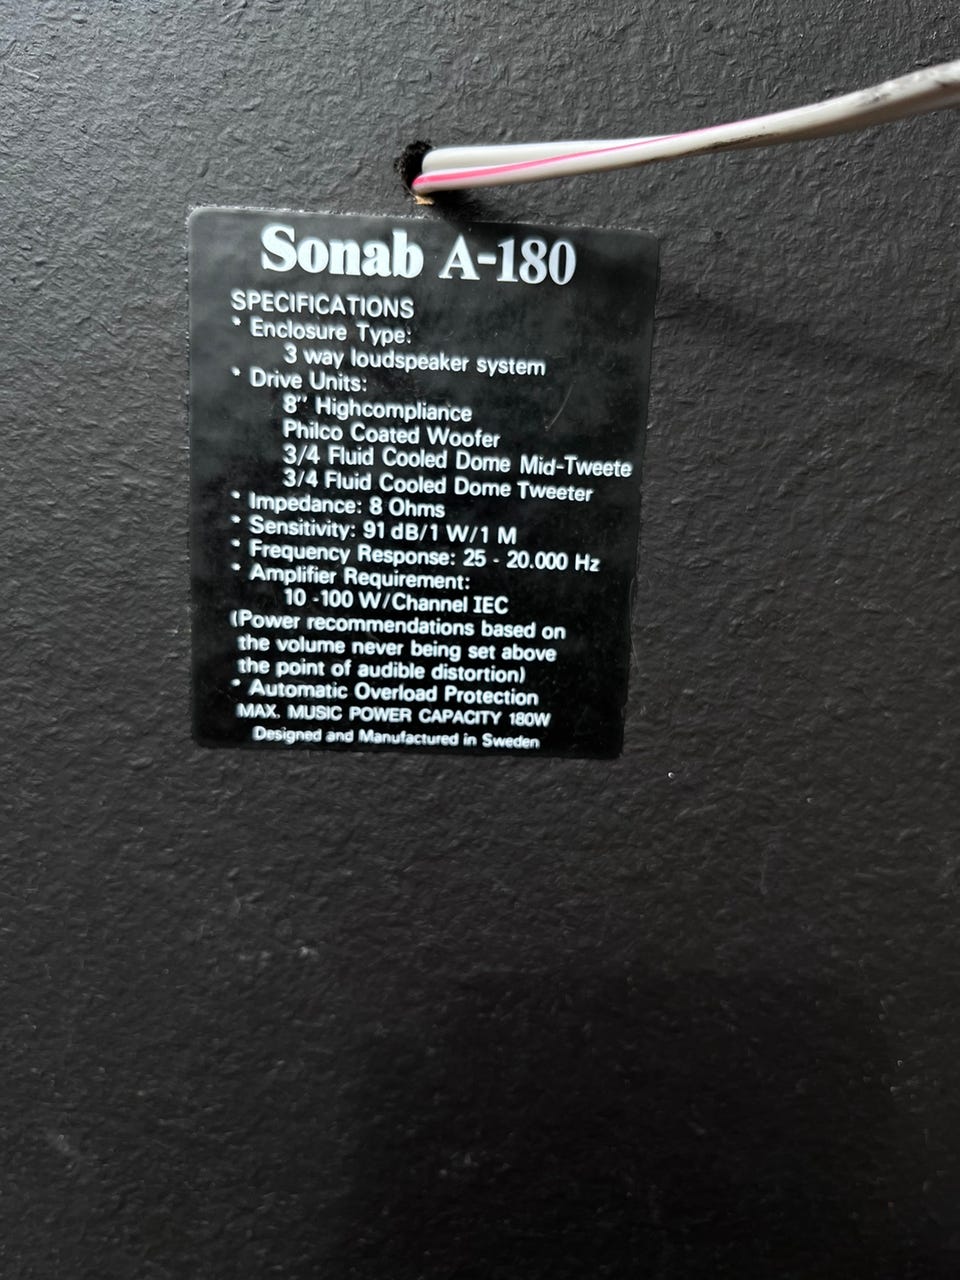 Sonab A-180
SPECIFICATIONS
* Enclosure Type:
3 way loudspeaker system
* Drive Units:
8" Highcompliance
Philco Coated Woofer
3/4 Fluid Cooled Dome Mid-Tweete
3/4 Fluid Cooled Dome Tweeter
* Impedance: 8 Ohms
* Sensitivity: 91 dB/1 W/1 M
* Frequency Response: 25 - 20.000 Hz
* Amplifier Requirement:
10 -100 W/Channel IEC
(Power recommendations based on
the volume never being set above
the point of audible distortion)
* Automatic Overload Protection
MAX. MUSIC POWER CAPACITY 180W
Designed and Manufactured in Sweden